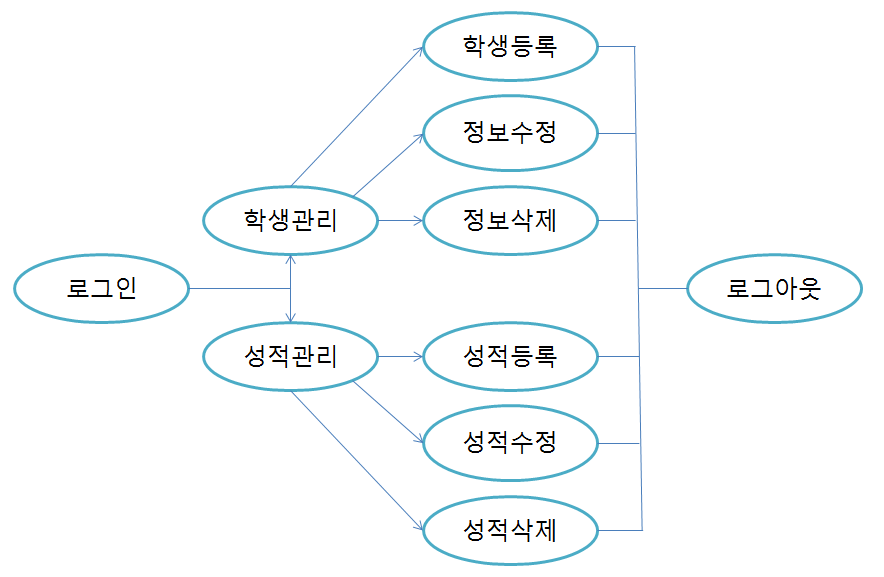 학생등록
정보수정
학생관리
정보삭제
로그인
로그아웃
성적관리
성적등록
성적수정
성적삭제